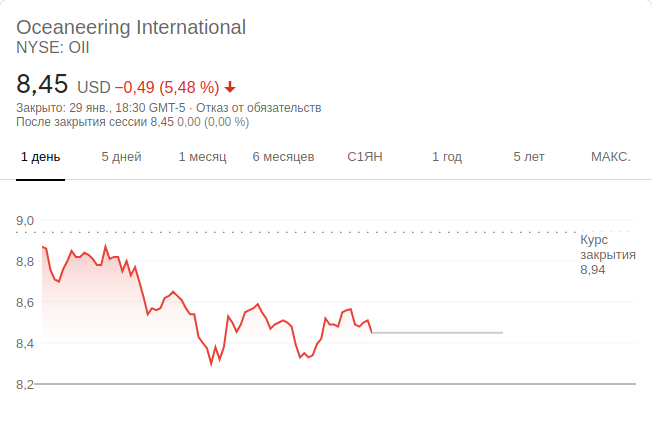 Oceaneering International
NYSE: OII
8,45 USD −0,49 (5,48 %)
Закрыто: 29 янв., 18:30 GMT-5 · Отказ от обязательств
После закрытия сессии 8,45 0,00 (0,00 %)
1 день 5 дней 1 месяц 6 месяцев С1ЯН 1 год 5 лет МАКС.
9,0
Курс
закрытия
8,94
8,8
8,6
8,4
8,2